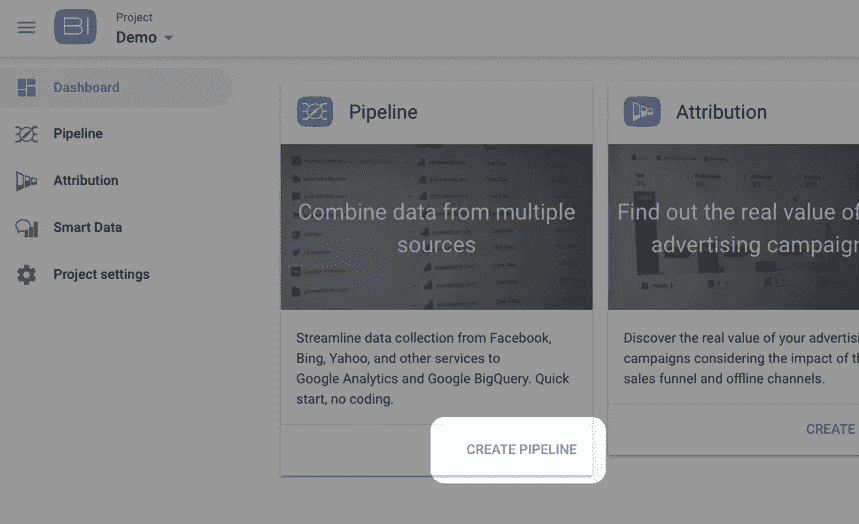 BI
Project
Demo
Dashboard
Pipeline
Attribution
Smart Data
Project settings
Pipeline
Combine data from multiple
sources
Streamline data collection from Facebook,
Bing, Yahoo, and other services to
Google Analytics and Google BigQuery. Quick
start, no coding.
CREATE PIPELINE
Attribution
Find out the real value of
advertising campaign
Discover the real value of your advertisi
campaigns considering the impact of th
sales funnel and offline channels.
CREATE